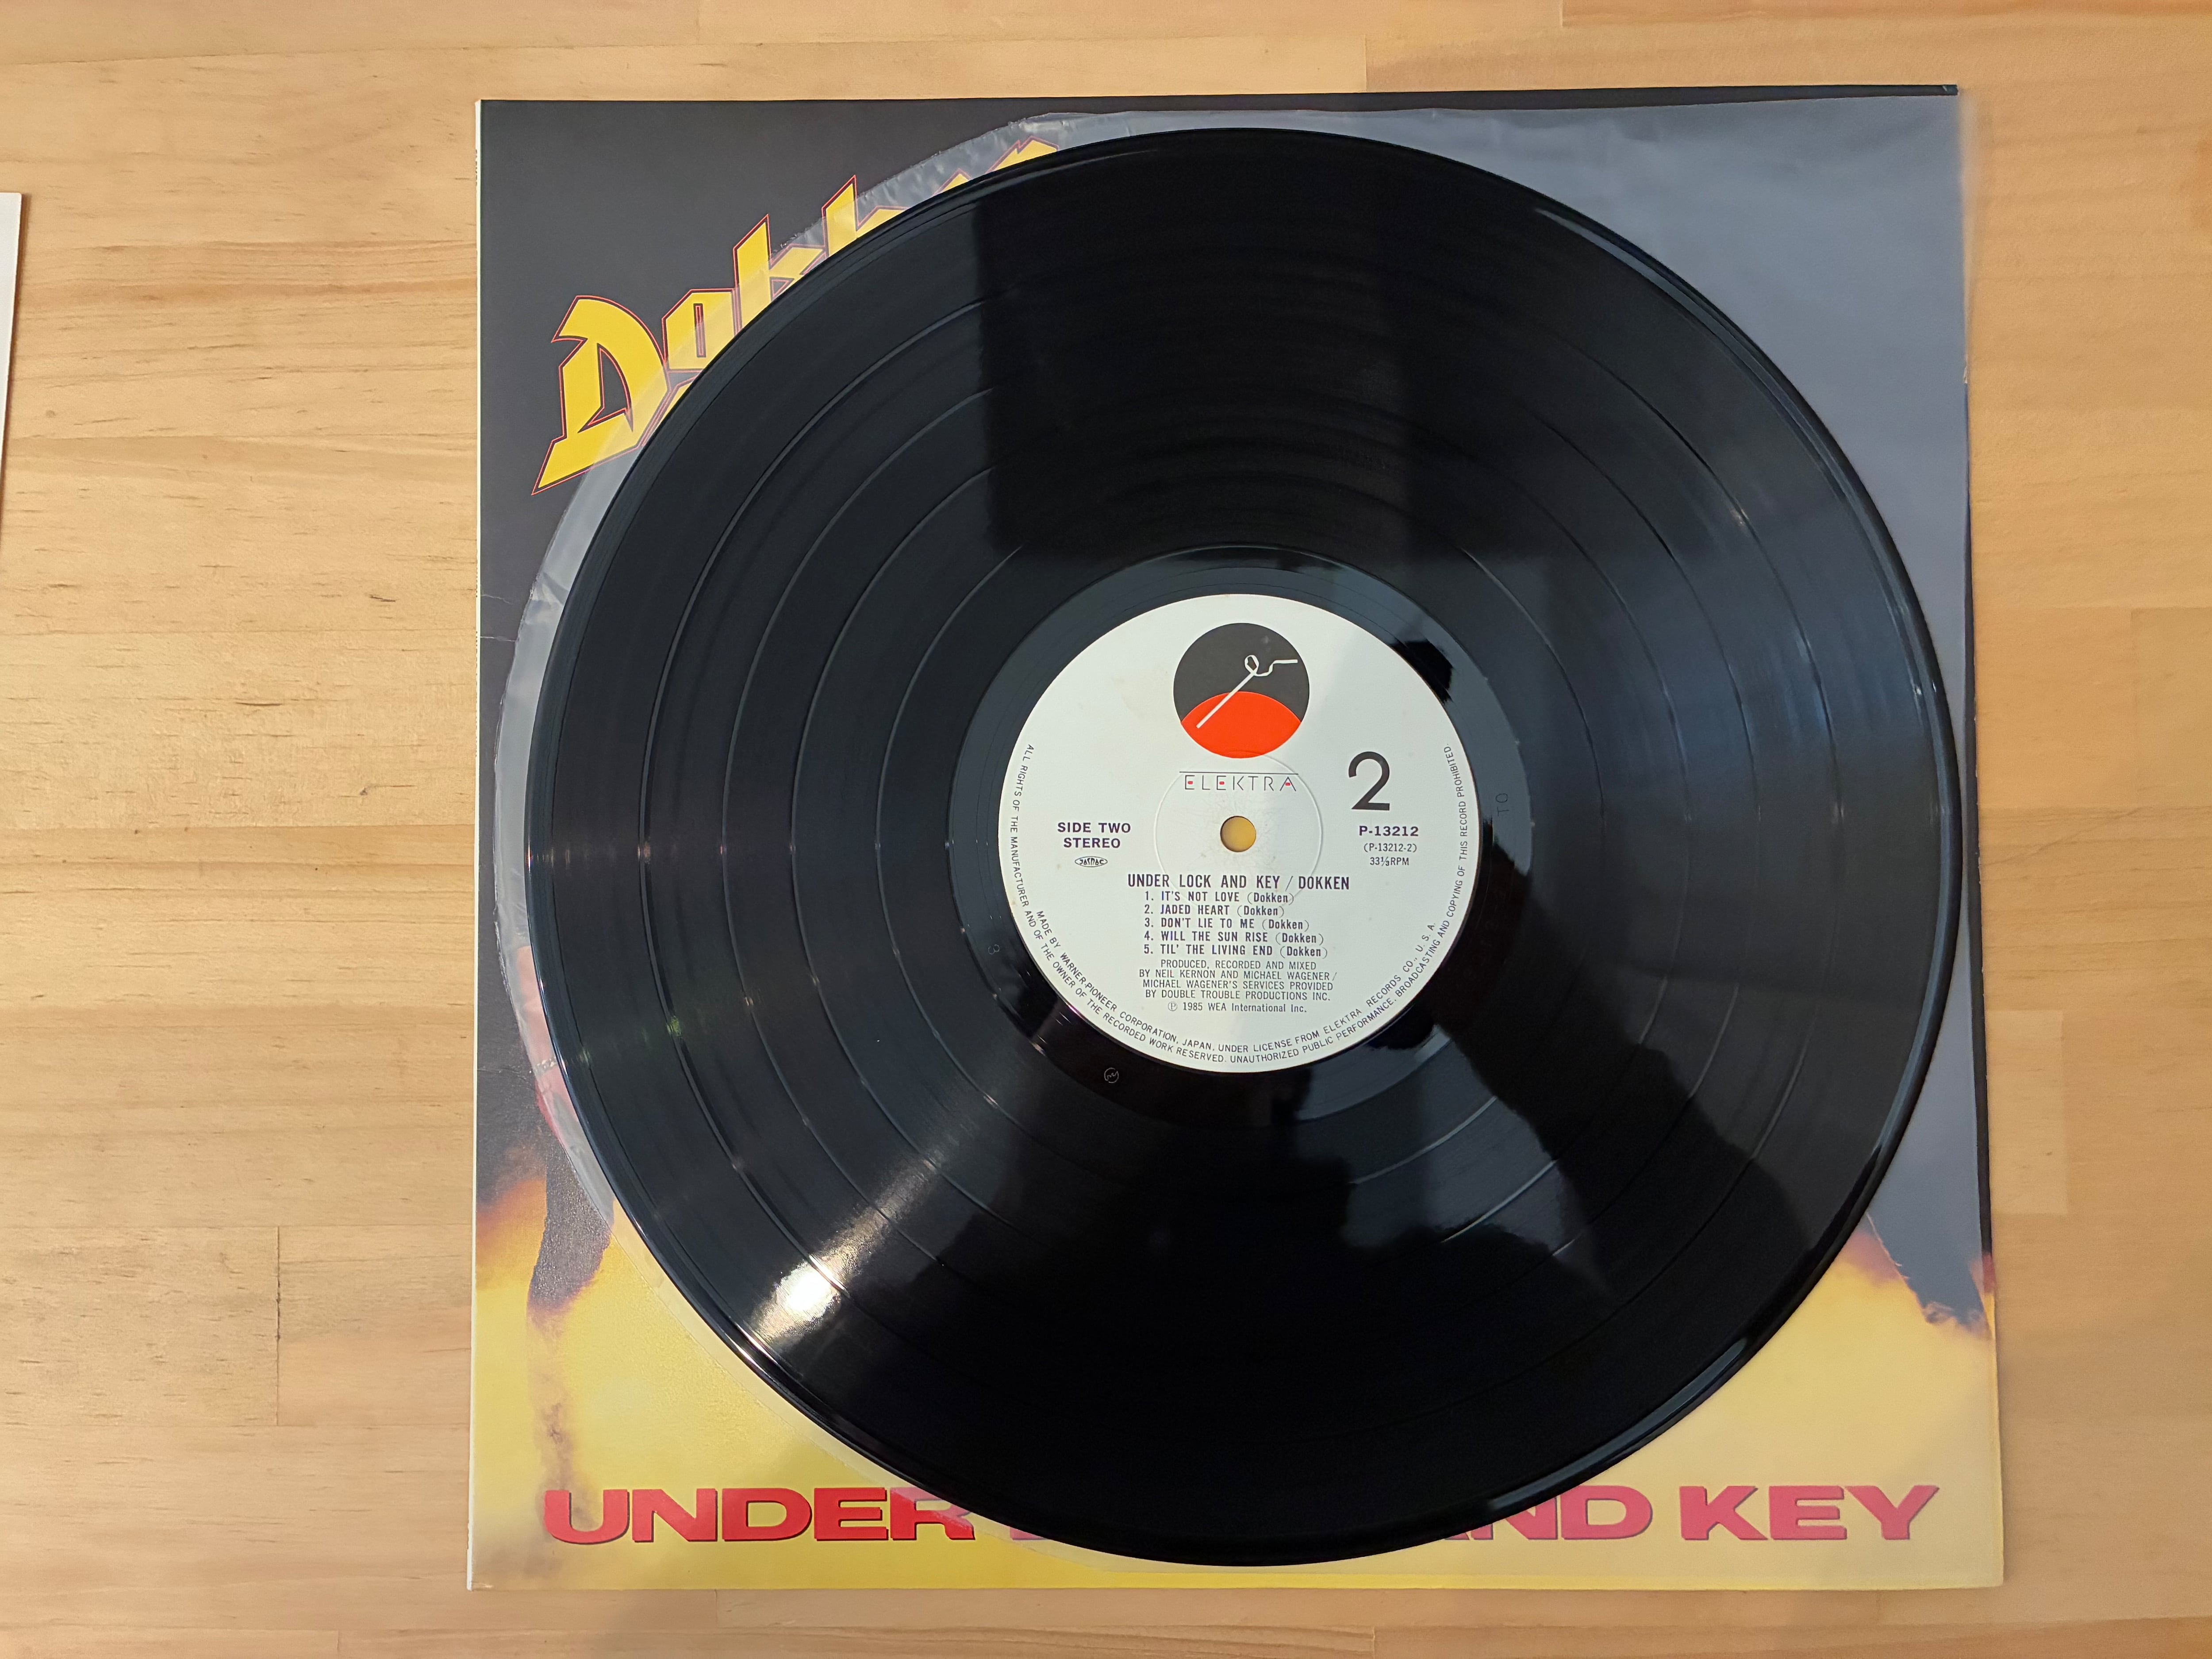 Dokk
ELEKTRA
2
SIDE TWO
STEREO
JASRAC
P-13212
(P-13212-2)
33⅓RPM
UNDER LOCK AND KEY / DOKKEN
1. IT'S NOT LOVE (Dokken)
2. JADED HEART (Dokken)
3. DON'T LIE TO ME (Dokken)
4. WILL THE SUN RISE (Dokken)
5. TIL' THE LIVING END (Dokken)
PRODUCED, RECORDED AND MIXED
BY NEIL KERNON AND MICHAEL WAGENER/
MICHAEL WAGENER'S SERVICES PROVIDED
BY DOUBLE TROUBLE PRODUCTIONS INC.
Ⓟ 1985 WEA International Inc.
MADE BY WARNER-PIONEER CORPORATION, JAPAN, UNDER LICENSE FROM ELEKTRA RECORDS CO., U.S.A.
ALL RIGHTS OF THE MANUFACTURER AND OF THE OWNER OF THE RECORDED WORK RESERVED. UNAUTHORIZED PUBLIC PERFORMANCE, BROADCASTING AND COPYING OF THIS RECORD PROHIBITED
UNDER AND KEY